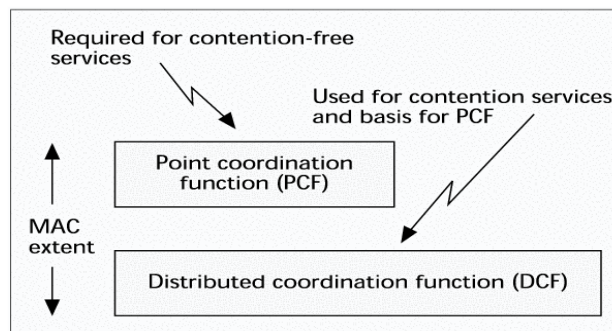 Required for contention-free
services
Used for contention services
and basis for PCF
Point coordination
function (PCF)
MAC
extent
Distributed coordination function (DCF)